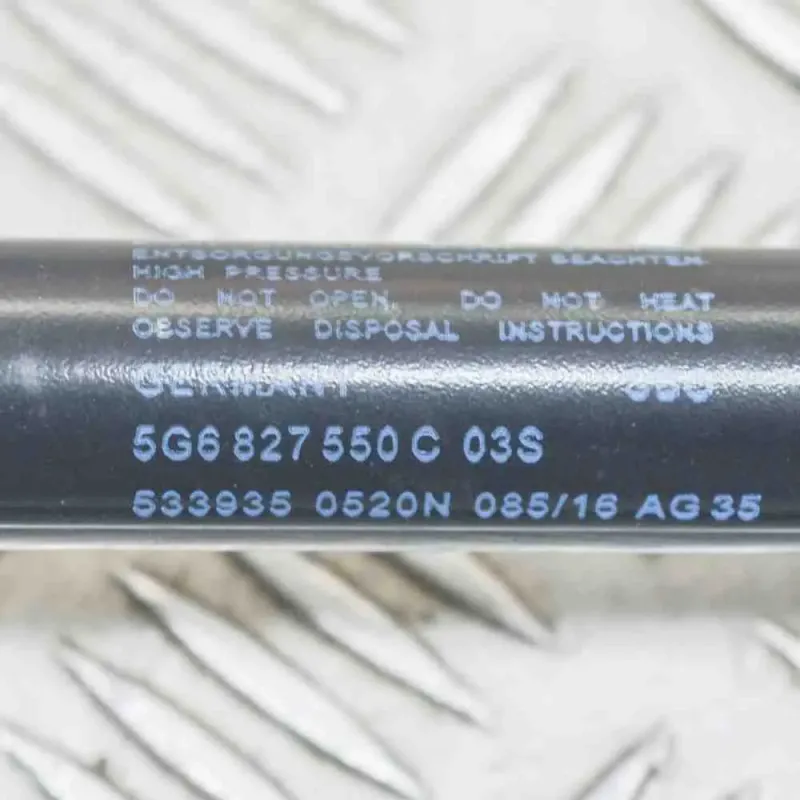 ENTSORGUNGSVORSCHRIFT BEACHTEN
HIGH PRESSURE
DO NOT OPEN, DO NOT HEAT
OBSERVE DISPOSAL INSTRUCTIONS
GERMANY
5G6 827 550 C 03S
533935 0520N 085/16 AG 35